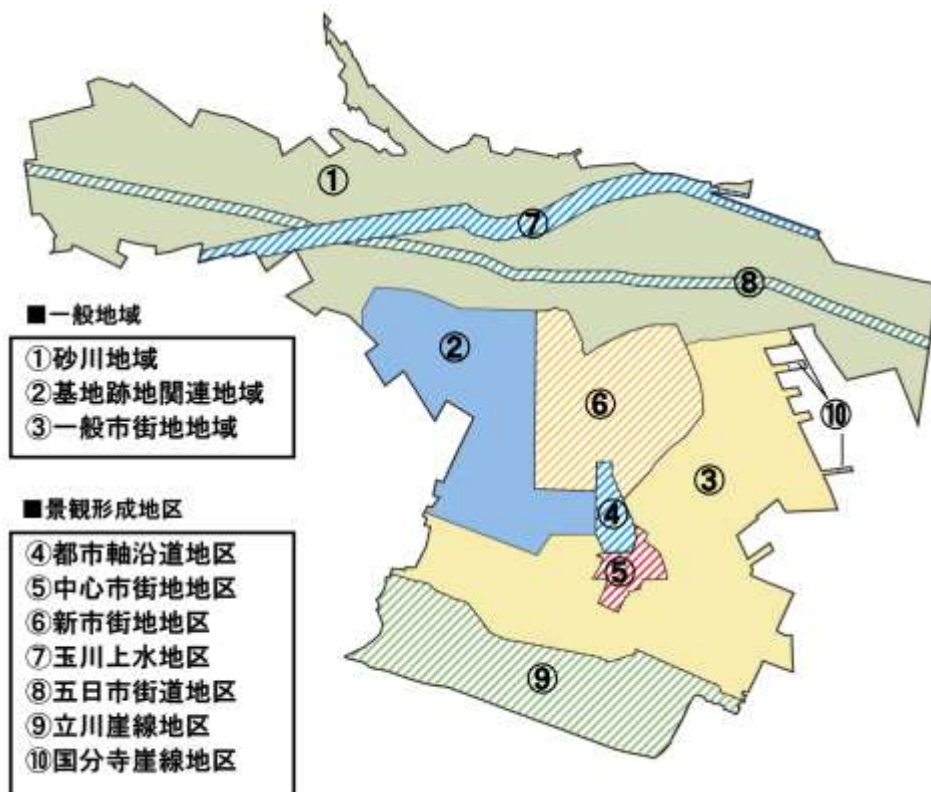 ①
⑦
⑧
②
⑥
⑩
③
④
⑤
⑨
■一般地域
①砂川地域
②基地跡地関連地域
③一般市街地地域
■景観形成地区
④都市軸沿道地区
⑤中心市街地地区
⑥新市街地地区
⑦玉川上水地区
⑧五日市街道地区
⑨立川崖線地区
⑩国分寺崖線地区